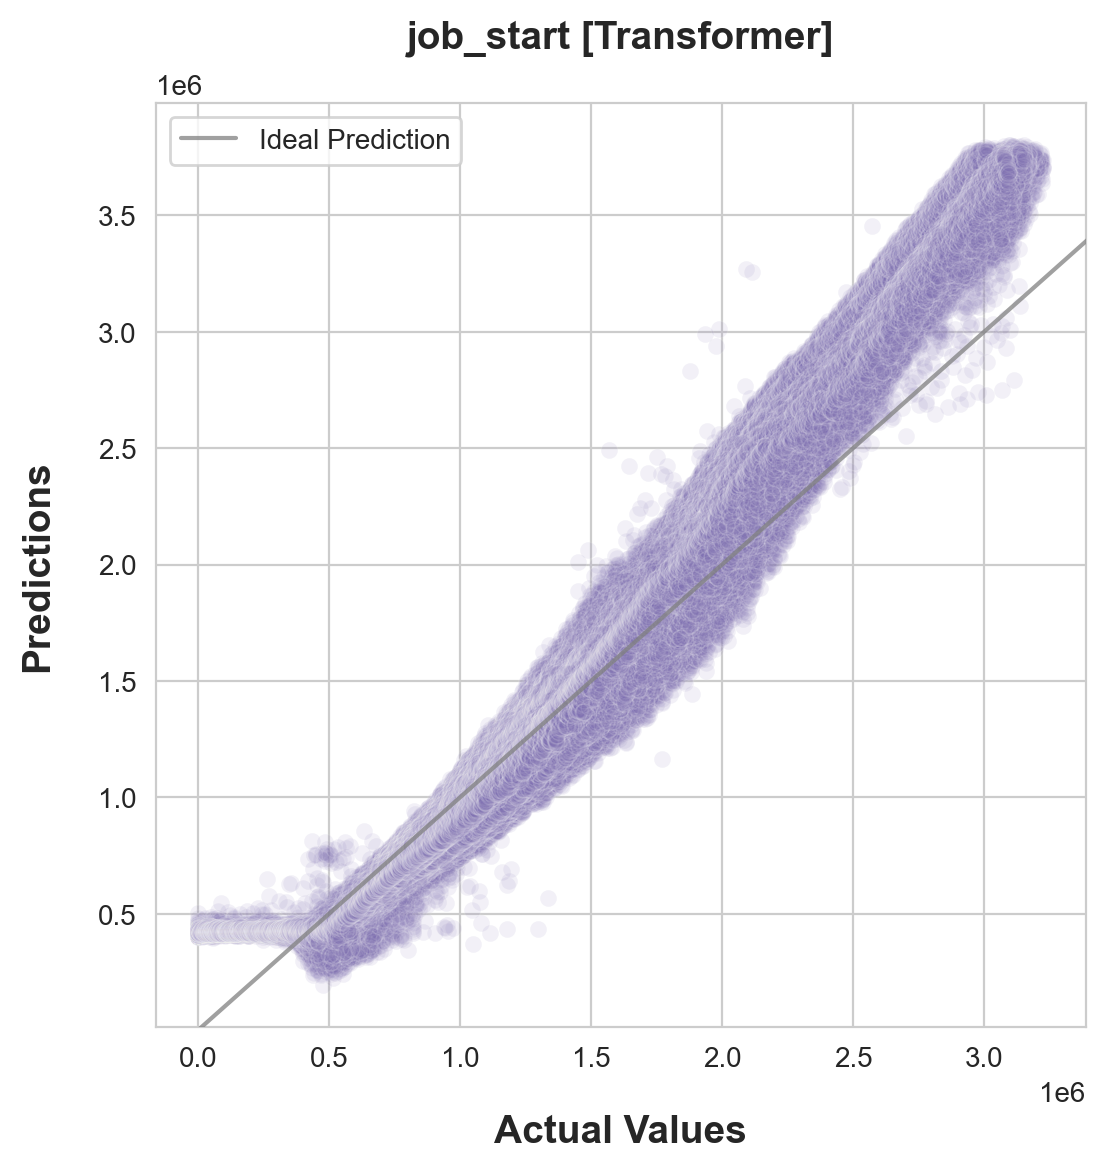 job_start [Transformer]
1e6
Ideal Prediction
3.5
3.0
2.5
2.0
1.5
1.0
0.5
Predictions
0.0 0.5 1.0 1.5 2.0 2.5 3.0
1e6
Actual Values